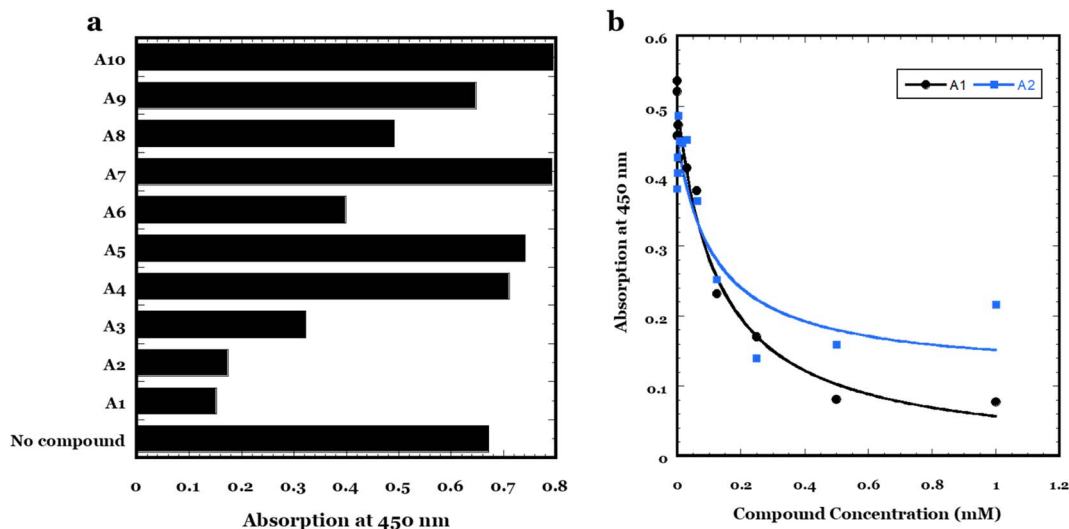 a
A10
A9
A8
A7
A6
A5
A4
A3
A2
A1
No compound
0 0.1 0.2 0.3 0.4 0.5 0.6 0.7 0.8
Absorption at 450 nm
b
0.6
0.5
0.4
0.3
0.2
0.1
0
Absorption at 450 nm
A1 A2
0 0.2 0.4 0.6 0.8 1 1.2
Compound Concentration (mM)